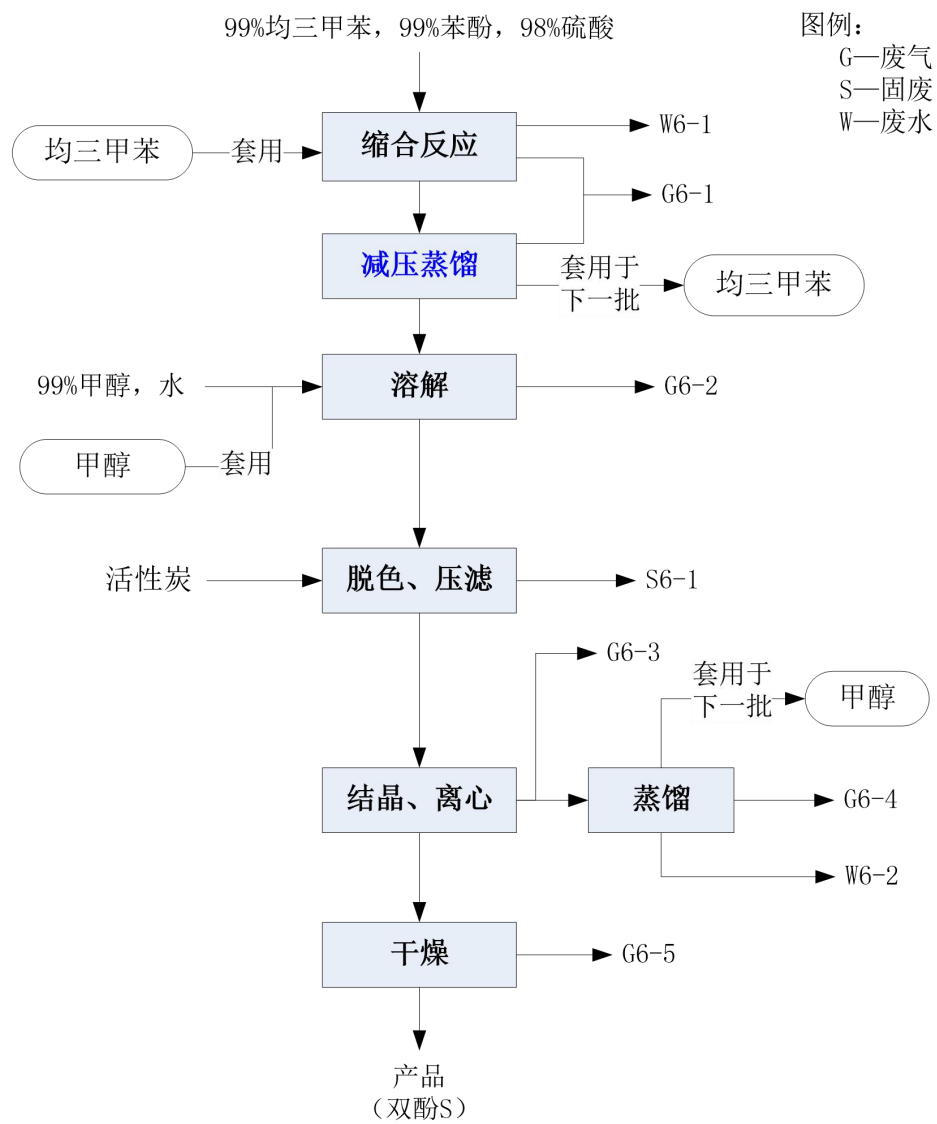 99%均三甲苯，99%苯酚，98%硫酸
图例：
G—废气
S—固废
W—废水
均三甲苯
套用
缩合反应
W6-1
G6-1
减压蒸馏
套用于
下一批
均三甲苯
99%甲醇，水
溶解
G6-2
甲醇
套用
活性炭
脱色、压滤
S6-1
G6-3
套用于
下一批
甲醇
结晶、离心
蒸馏
G6-4
W6-2
干燥
G6-5
产品
（双酚S）